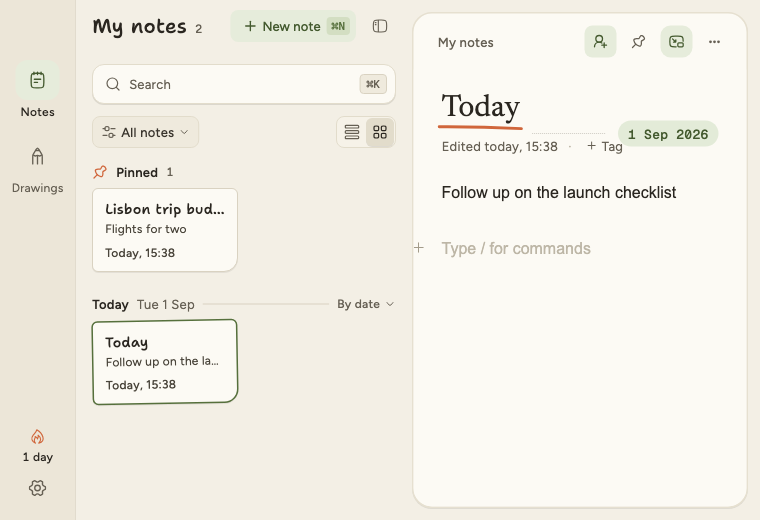 Notes
Drawings
1 day
My notes 2
+ New note ⌘N
Search ⌘K
All notes
Pinned 1
Lisbon trip bud...
Flights for two
Today, 15:38
Today Tue 1 Sep By date
Today
Follow up on the la...
Today, 15:38
My notes
Today
1 Sep 2026
Edited today, 15:38 · + Tag
Follow up on the launch checklist
+ Type / for commands